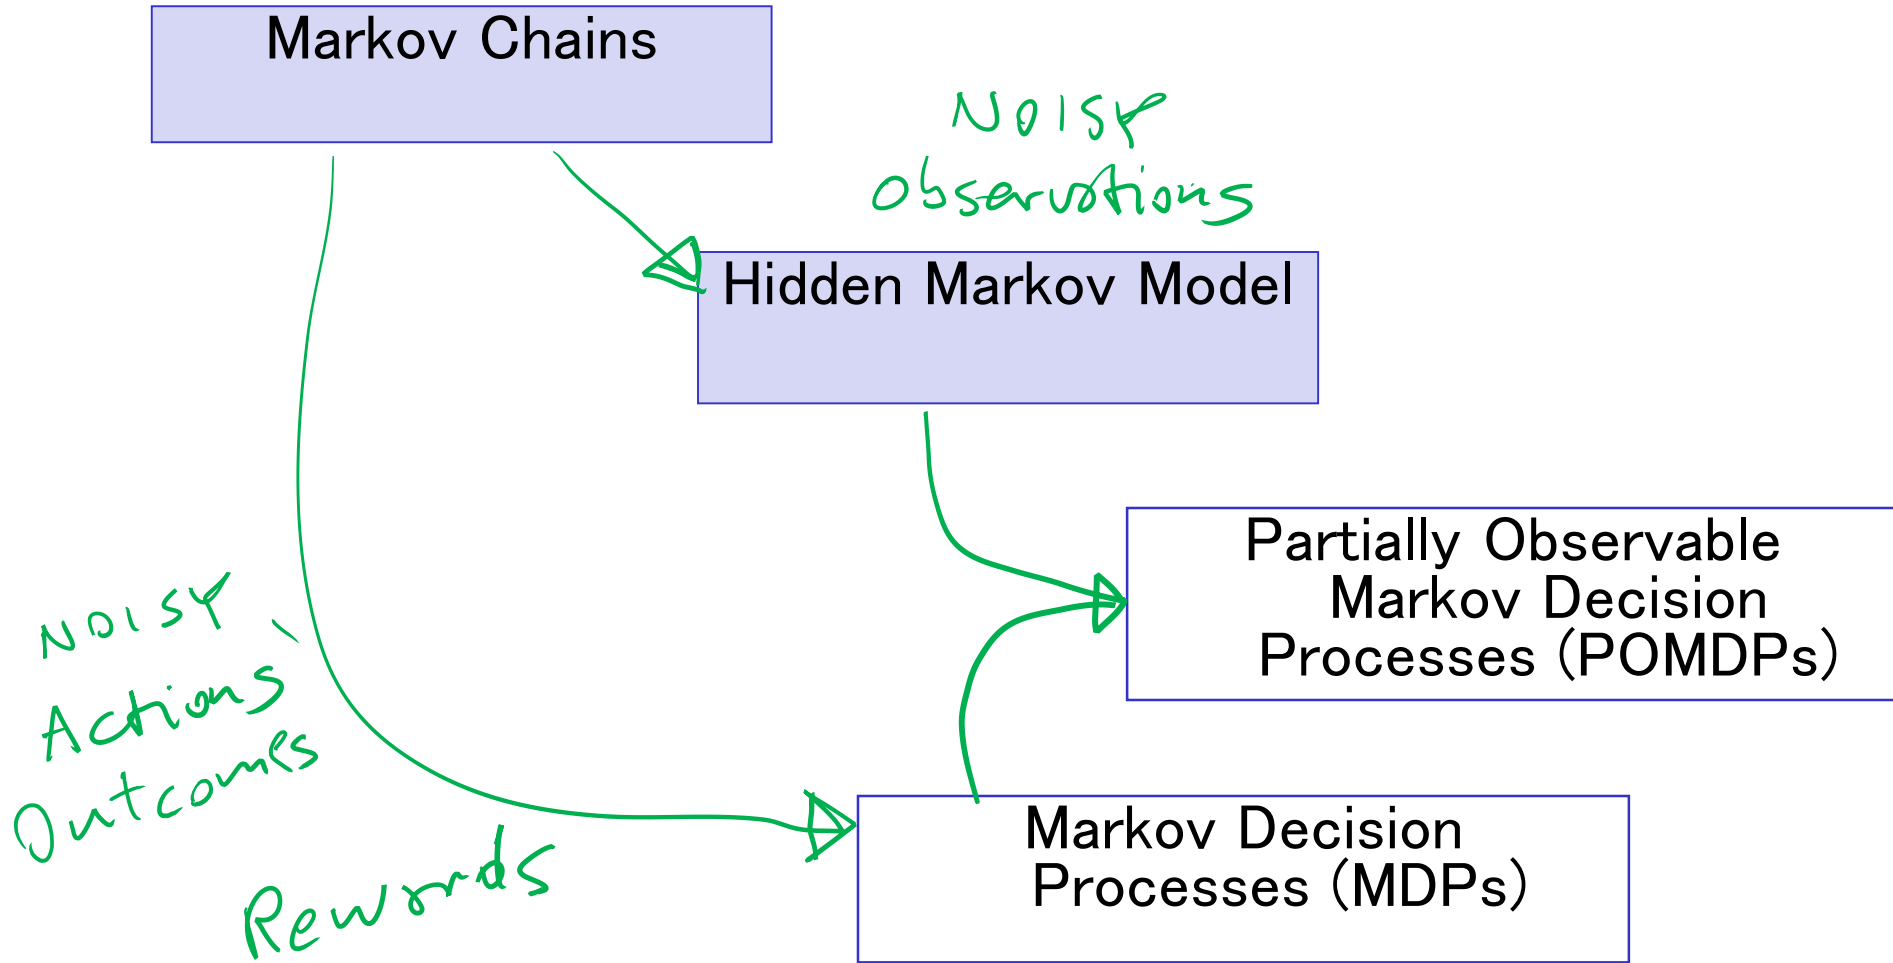 Markov Chains
NOISY
observations
Hidden Markov Model
Partially Observable
Markov Decision
Processes (POMDPs)
NOISY
Actions
Outcomes
Rewards
Markov Decision
Processes (MDPs)